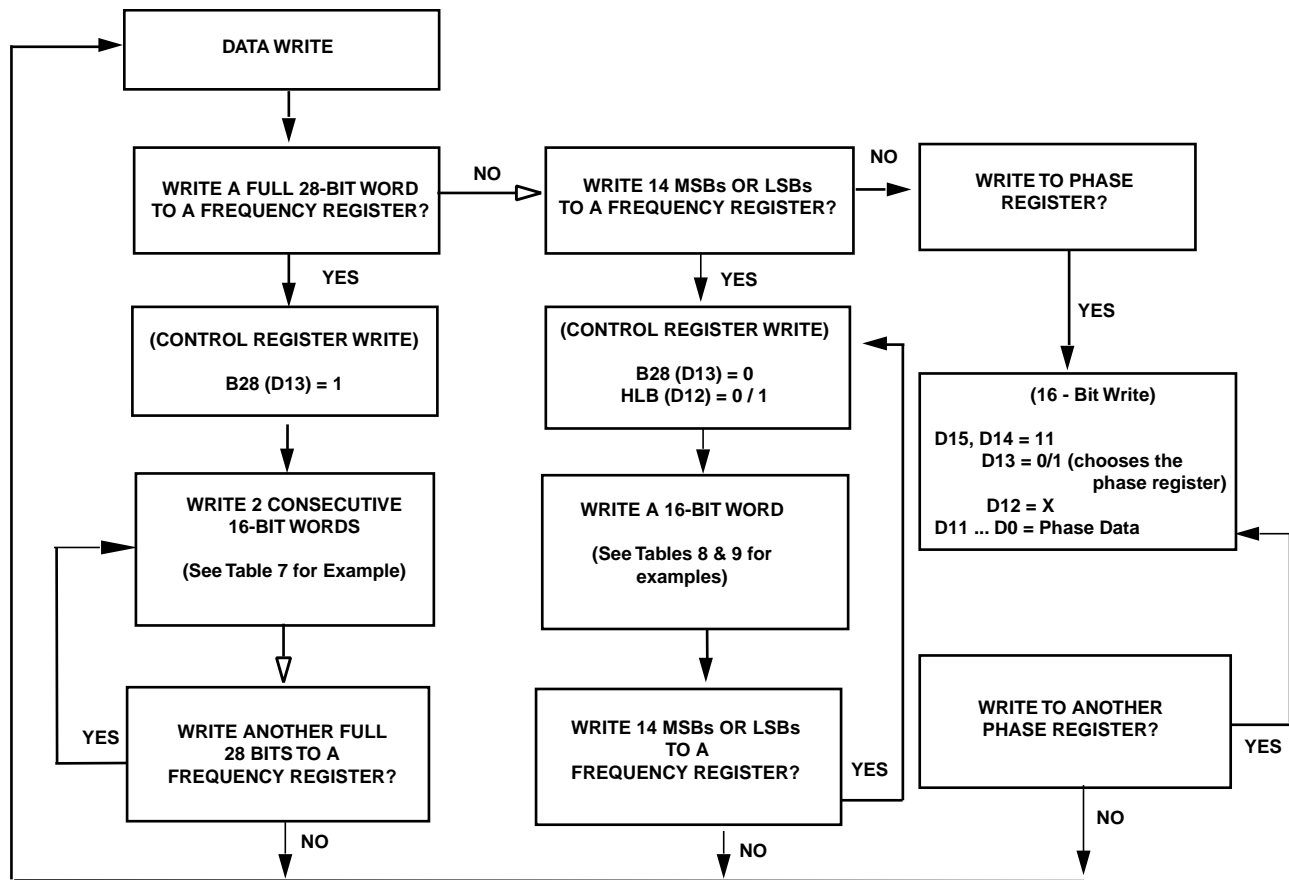 DATA WRITE
WRITE A FULL 28-BIT WORD
TO A FREQUENCY REGISTER?
NO
WRITE 14 MSBs OR LSBs
TO A FREQUENCY REGISTER?
NO
WRITE TO PHASE
REGISTER?
YES
YES
YES
(CONTROL REGISTER WRITE)
B28 (D13) = 1
(CONTROL REGISTER WRITE)
B28 (D13) = 0
HLB (D12) = 0 / 1
(16 - Bit Write)
D15, D14 = 11
D13 = 0/1 (chooses the
phase register)
D12 = X
D11 ... D0 = Phase Data
WRITE 2 CONSECUTIVE
16-BIT WORDS
(See Table 7 for Example)
WRITE A 16-BIT WORD
(See Tables 8 & 9 for
examples)
WRITE ANOTHER FULL
28 BITS TO A
FREQUENCY REGISTER?
YES
NO
WRITE 14 MSBs OR LSBs
TO A
FREQUENCY REGISTER?
YES
NO
WRITE TO ANOTHER
PHASE REGISTER?
YES
NO